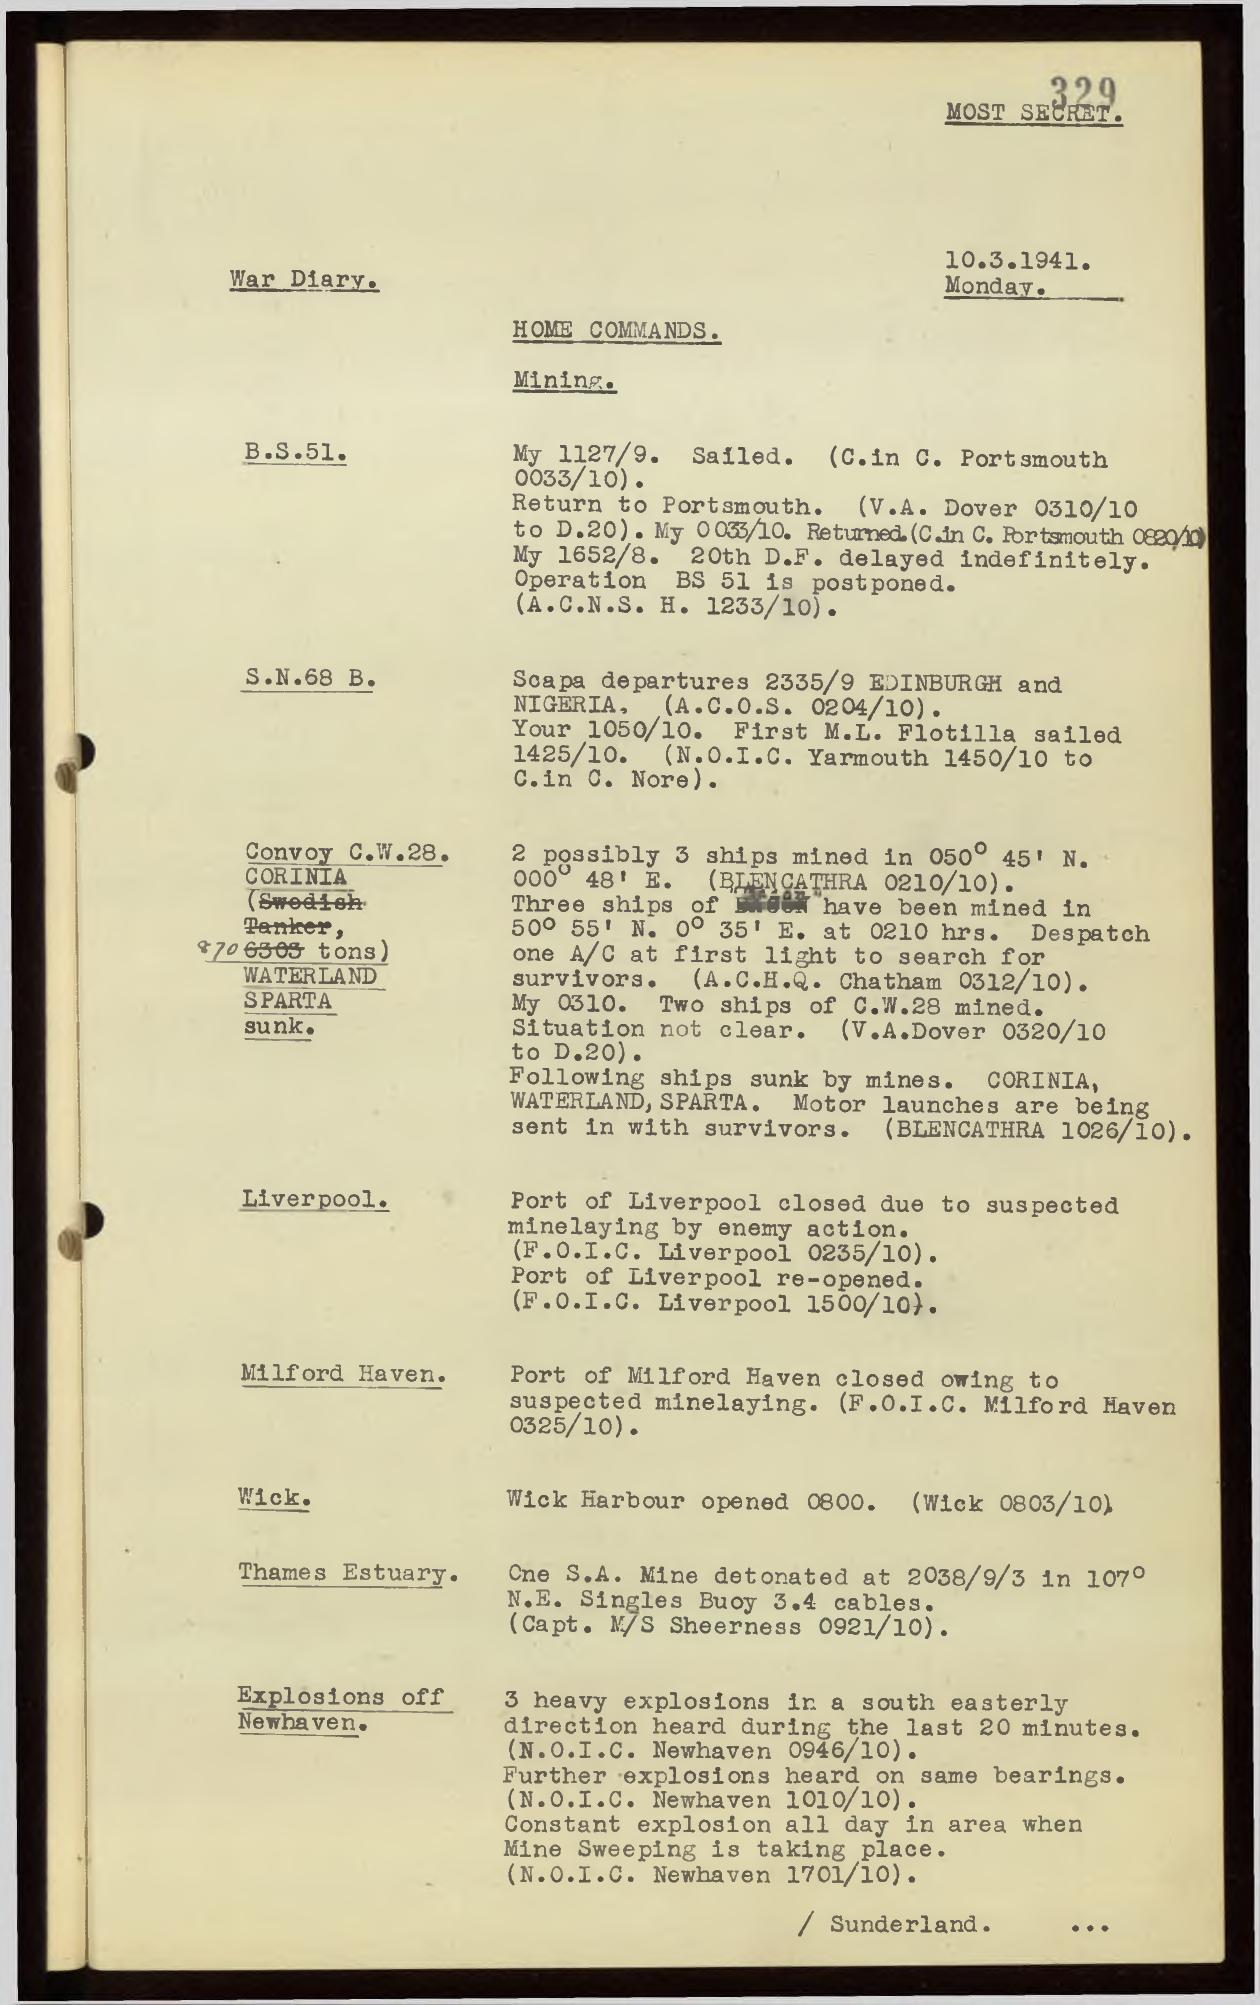 329
MOST SECRET.
10.3.1941.
War Diary.
Monday.
HOME COMMANDS.
Mining.
B.S.51.
My 1127/9. Sailed. (C.in C. Portsmouth
0033/10).
Return to Portsmouth. (V.A. Dover 0310/10
to D.20). My 0033/10. Returned.(C.in C. Portsmouth 0820/10)
My 1652/8. 20th D.F. delayed indefinitely.
Operation BS 51 is postponed.
(A.C.N.S. H. 1233/10).
S.N.68 B.
Scapa departures 2335/9 EDINBURGH and
NIGERIA. (A.C.O.S. 0204/10).
Your 1050/10. First M.L. Flotilla sailed
1425/10. (N.O.I.C. Yarmouth 1450/10 to
C.in C. Nore).
Convoy C.W.28.
CORINIA
(Swedish
Tanker,
870 6303 tons)
WATERLAND
SPARTA
sunk.
2 possibly 3 ships mined in 050° 45' N.
000° 48' E. (BLENCATHRA 0210/10).
Three ships of have been mined in
50° 55' N. 0° 35' E. at 0210 hrs. Despatch
one A/C at first light to search for
survivors. (A.C.H.Q. Chatham 0312/10).
My 0310. Two ships of C.W.28 mined.
Situation not clear. (V.A.Dover 0320/10
to D.20).
Following ships sunk by mines. CORINIA,
WATERLAND,SPARTA. Motor launches are being
sent in with survivors. (BLENCATHRA 1026/10).
Liverpool.
Port of Liverpool closed due to suspected
minelaying by enemy action.
(F.O.I.C. Liverpool 0235/10).
Port of Liverpool re-opened.
(F.O.I.C. Liverpool 1500/10).
Milford Haven.
Port of Milford Haven closed owing to
suspected minelaying. (F.O.I.C. Milford Haven
0325/10).
Wick.
Wick Harbour opened 0800. (Wick 0803/10)
Thames Estuary.
One S.A. Mine detonated at 2038/9/3 in 107°
N.E. Singles Buoy 3.4 cables.
(Capt. M/S Sheerness 0921/10).
Explosions off
Newhaven.
3 heavy explosions in a south easterly
direction heard during the last 20 minutes.
(N.O.I.C. Newhaven 0946/10).
Further explosions heard on same bearings.
(N.O.I.C. Newhaven 1010/10).
Constant explosion all day in area when
Mine Sweeping is taking place.
(N.O.I.C. Newhaven 1701/10).
/ Sunderland. ...